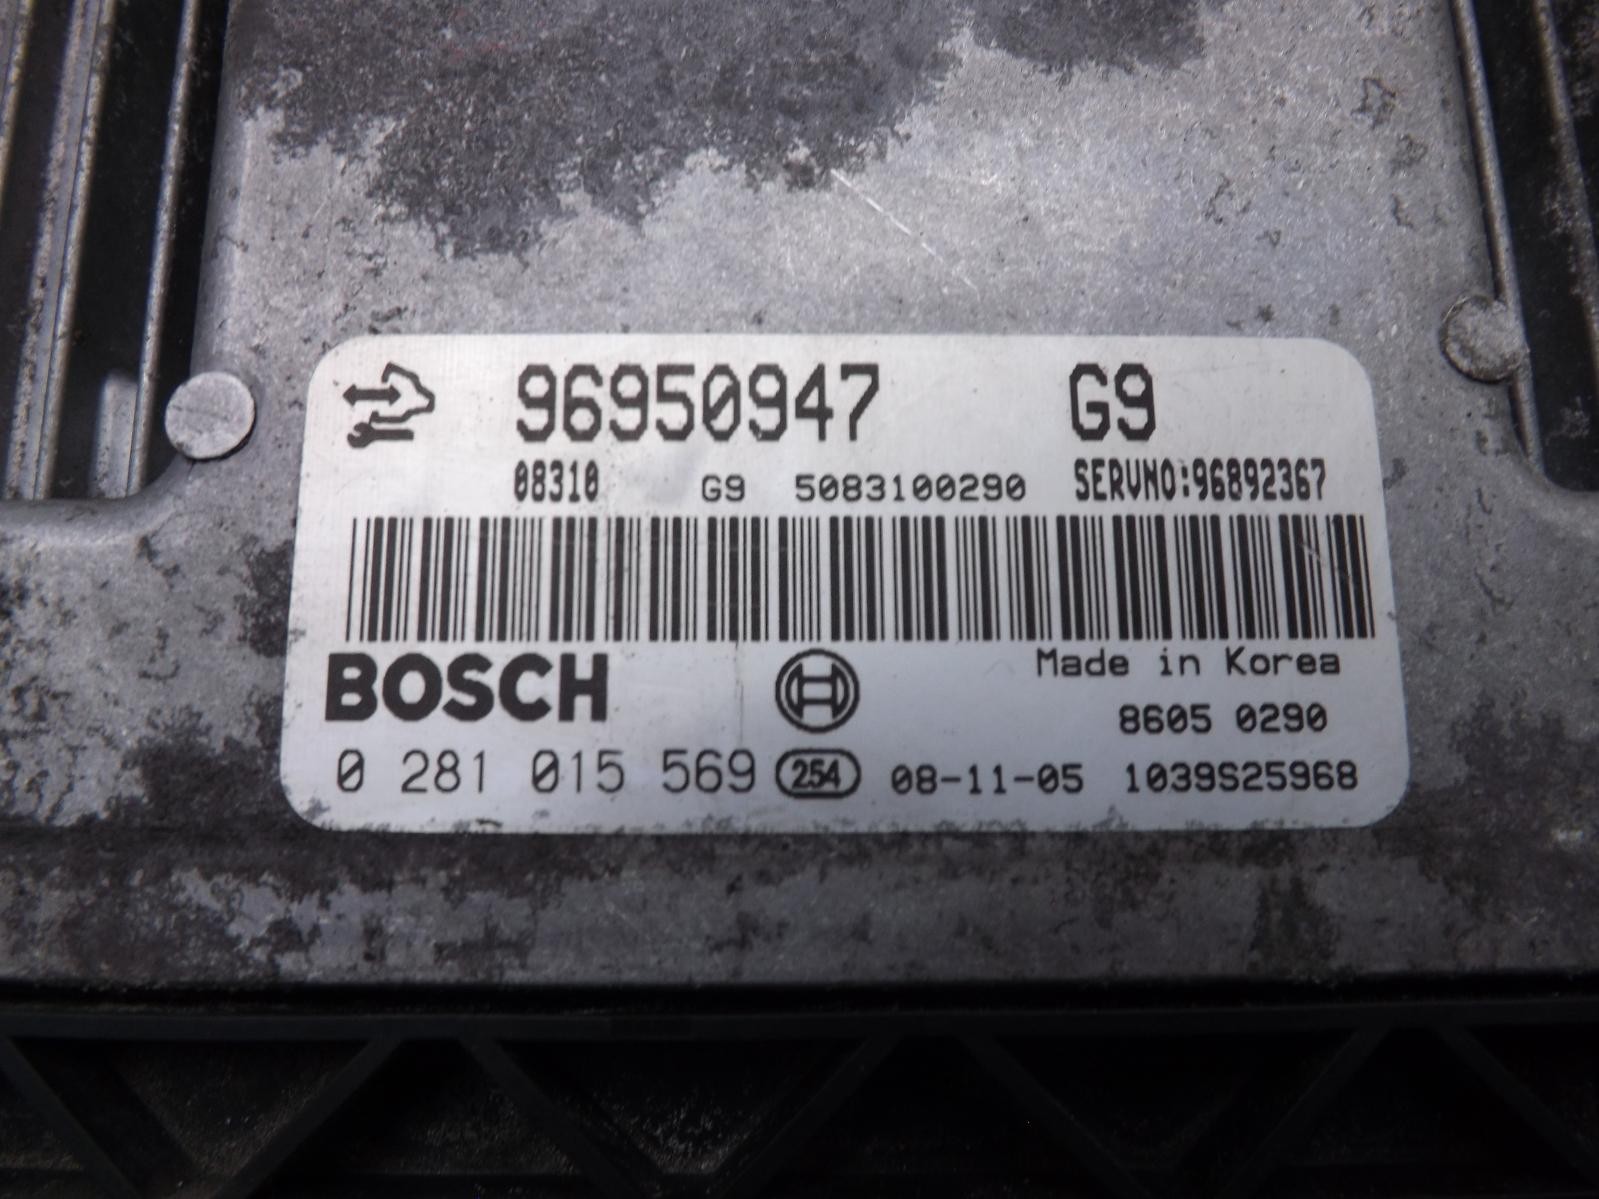 96950947 G9
08310 G9 5083100290 SERVNO:96892367
BOSCH Made in Korea
8605 0290
0 281 015 569 254 08-11-05 1039S25968